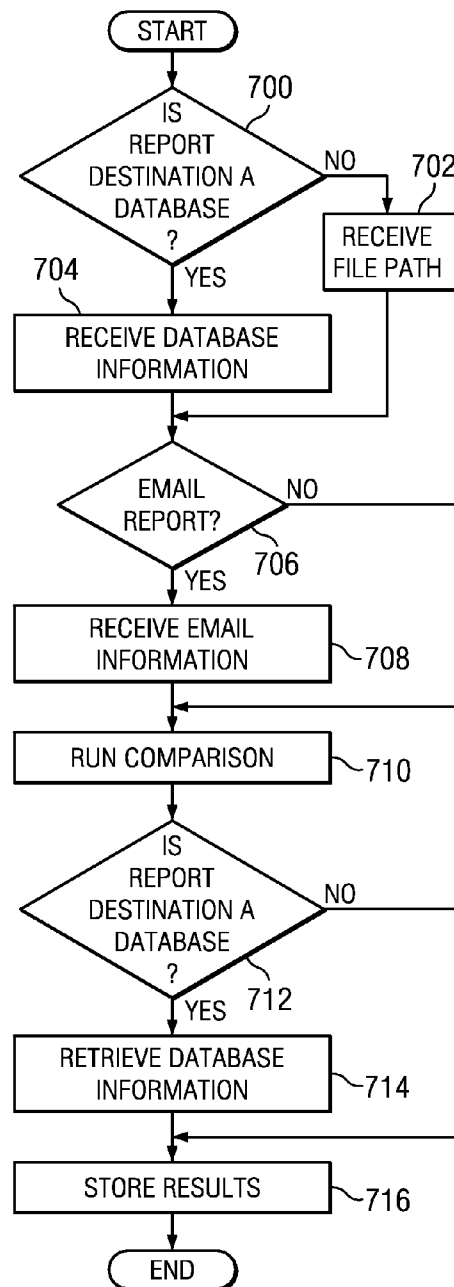 START
700
IS
REPORT
DESTINATION A
DATABASE
?
NO
702
RECEIVE
FILE PATH
YES
704
RECEIVE DATABASE
INFORMATION
EMAIL
REPORT?
NO
706
YES
RECEIVE EMAIL
INFORMATION
708
RUN COMPARISON
710
IS
REPORT
DESTINATION A
DATABASE
?
NO
712
YES
RETRIEVE DATABASE
INFORMATION
714
STORE RESULTS
716
END